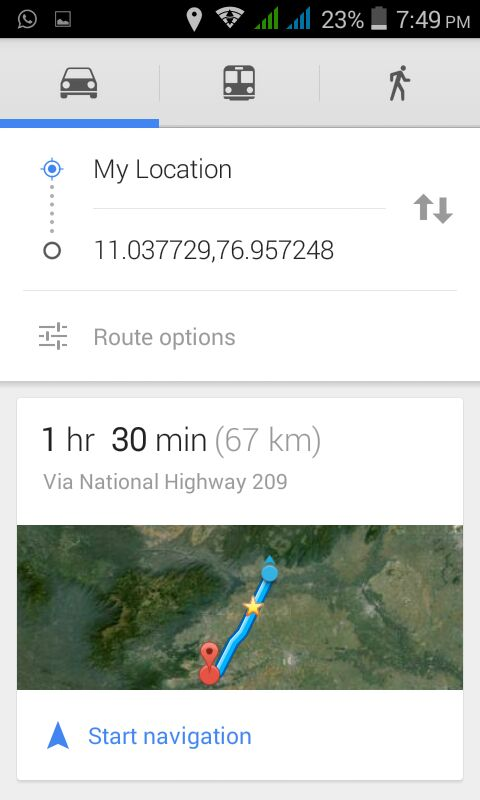 23% 7:49 PM
My Location
11.037729,76.957248
Route options
1 hr 30 min (67 km)
Via National Highway 209
Start navigation